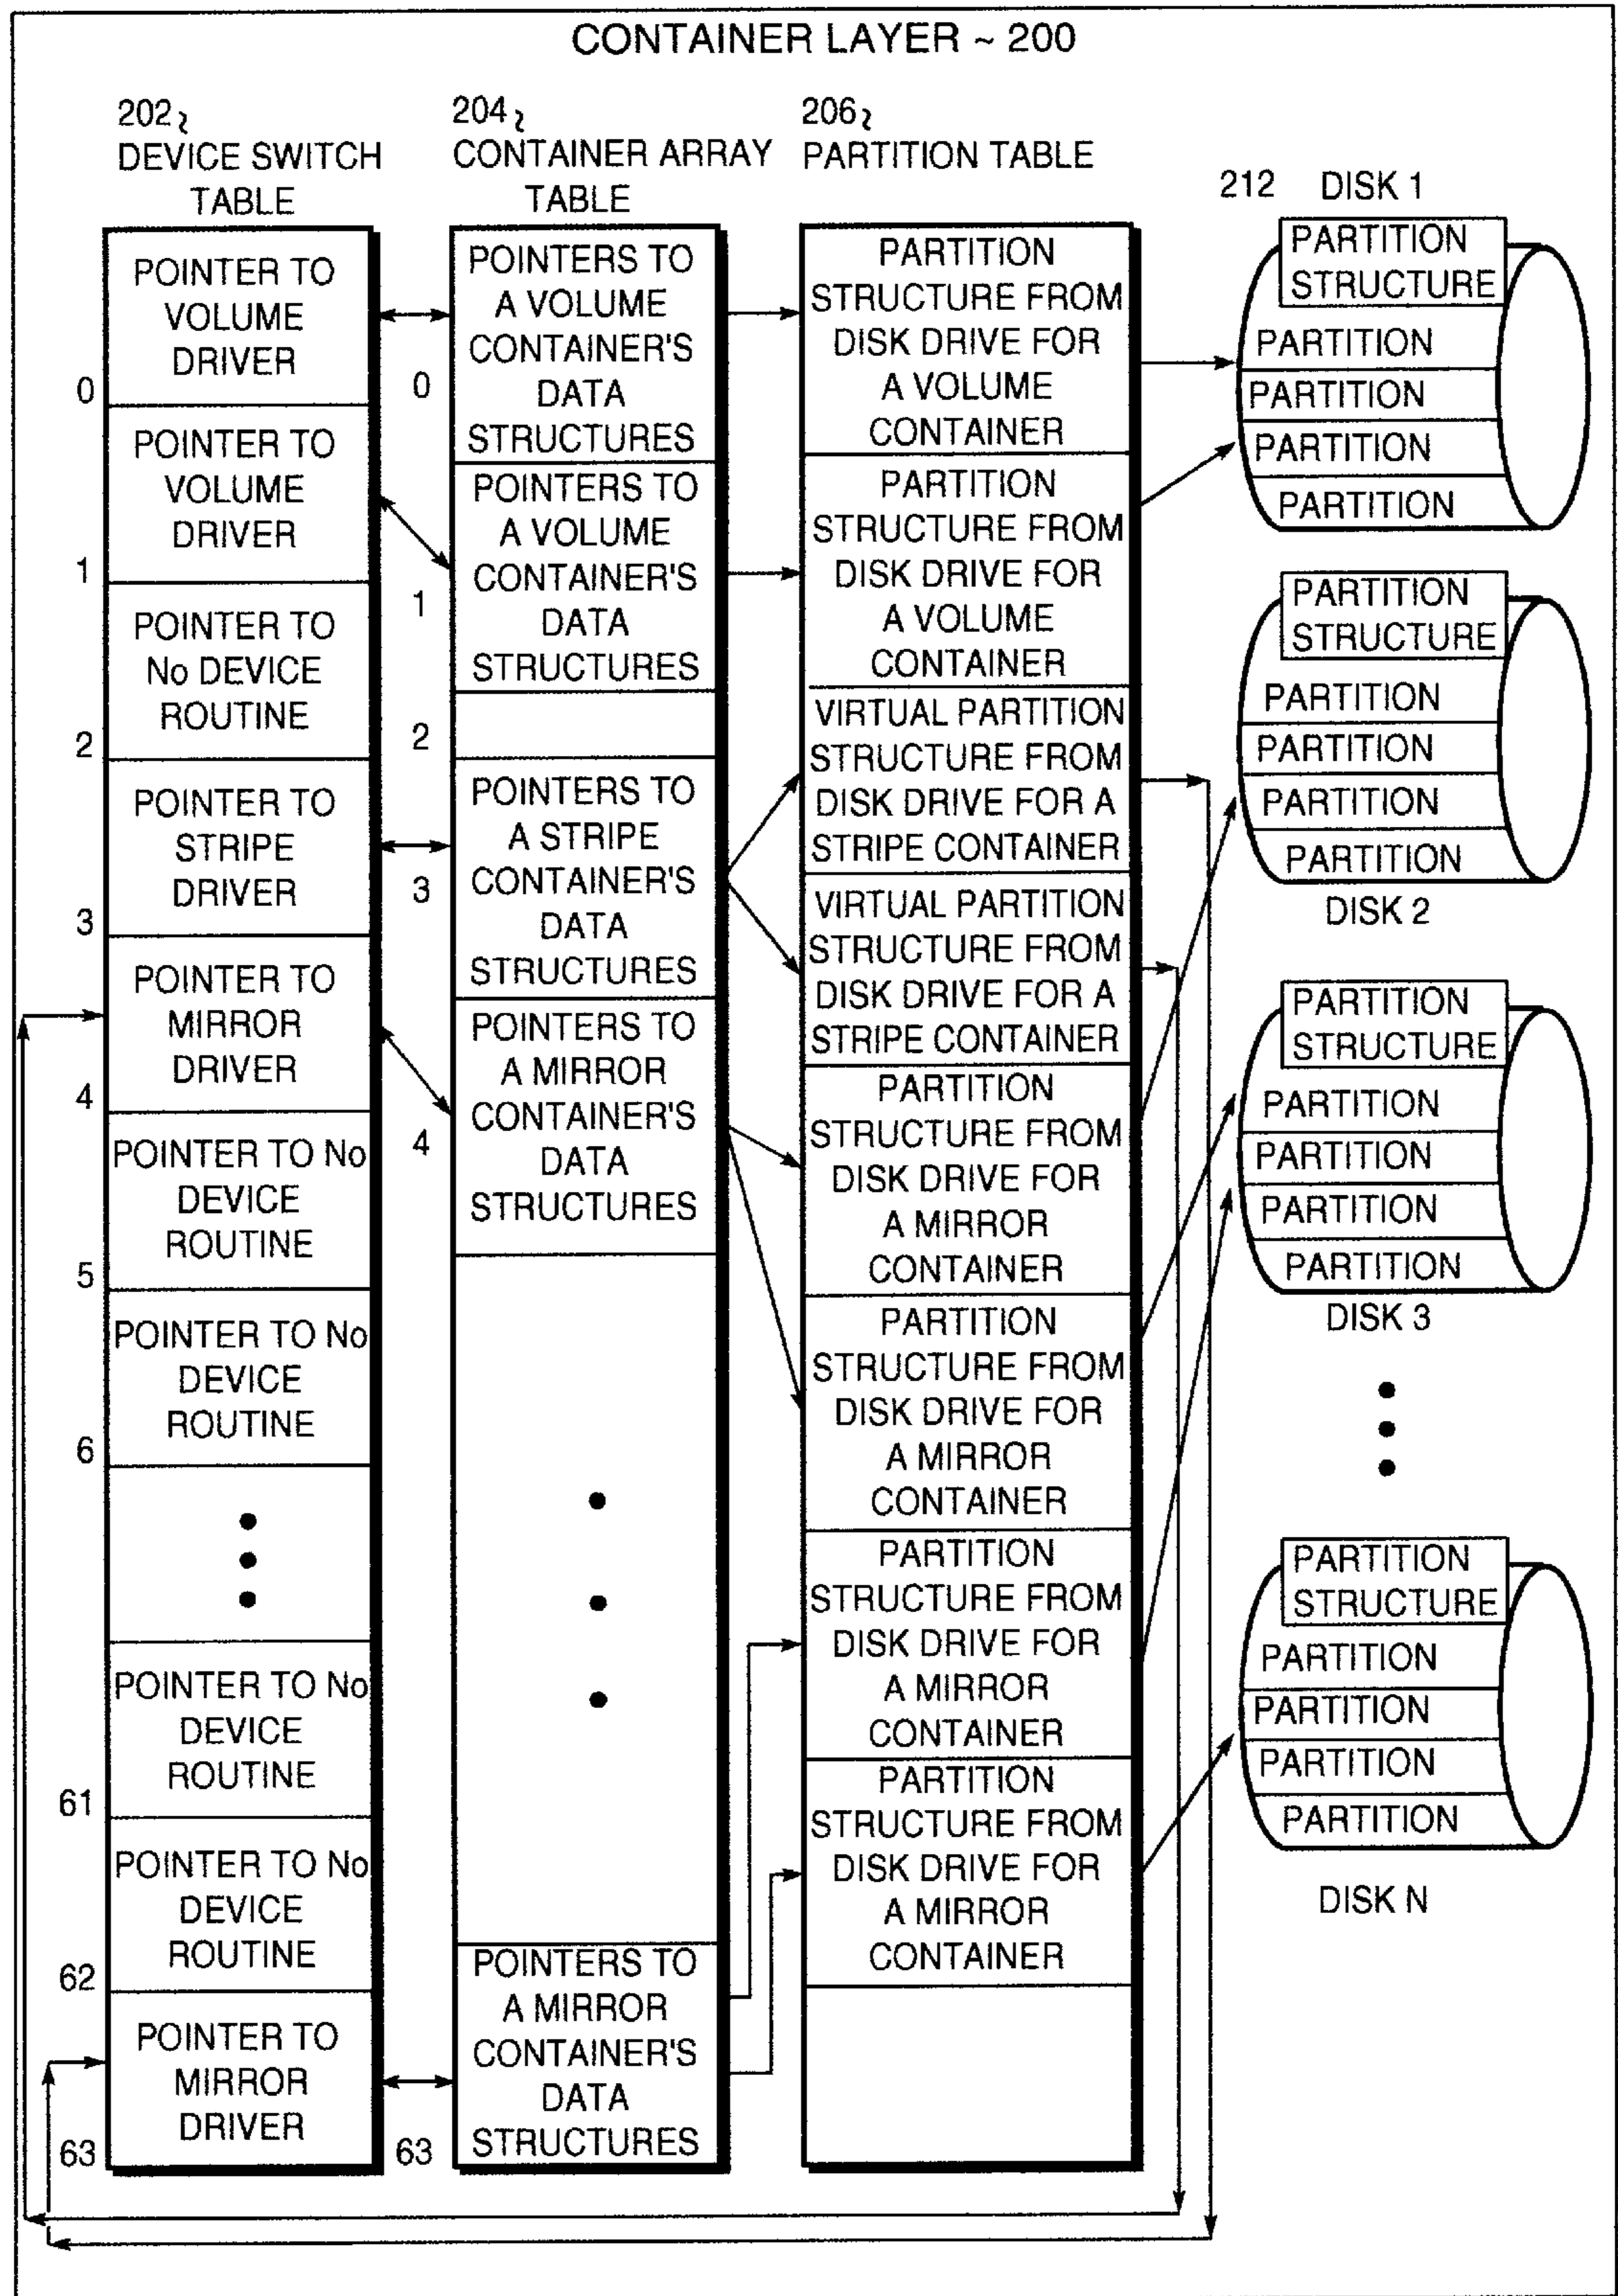 CONTAINER LAYER ~ 200
202
DEVICE SWITCH
TABLE
POINTER TO
VOLUME
DRIVER
0
POINTER TO
VOLUME
DRIVER
1
POINTER TO
No DEVICE
ROUTINE
2
POINTER TO
STRIPE
DRIVER
3
POINTER TO
MIRROR
DRIVER
4
POINTER TO No
DEVICE
ROUTINE
5
POINTER TO No
DEVICE
ROUTINE
6
POINTER TO No
DEVICE
ROUTINE
61
POINTER TO No
DEVICE
ROUTINE
62
POINTER TO
MIRROR
DRIVER
63
204
CONTAINER ARRAY
TABLE
POINTERS TO
A VOLUME
CONTAINER'S
DATA
STRUCTURES
0
POINTERS TO
A VOLUME
CONTAINER'S
DATA
STRUCTURES
1
2
POINTERS TO
A STRIPE
CONTAINER'S
DATA
STRUCTURES
3
POINTERS TO
A MIRROR
CONTAINER'S
DATA
STRUCTURES
4
POINTERS TO
A MIRROR
CONTAINER'S
DATA
STRUCTURES
63
206
PARTITION TABLE
PARTITION
STRUCTURE FROM
DISK DRIVE FOR
A VOLUME
CONTAINER
PARTITION
STRUCTURE FROM
DISK DRIVE FOR
A VOLUME
CONTAINER
VIRTUAL PARTITION
STRUCTURE FROM
DISK DRIVE FOR A
STRIPE CONTAINER
VIRTUAL PARTITION
STRUCTURE FROM
DISK DRIVE FOR A
STRIPE CONTAINER
PARTITION
STRUCTURE FROM
DISK DRIVE FOR
A MIRROR
CONTAINER
PARTITION
STRUCTURE FROM
DISK DRIVE FOR
A MIRROR
CONTAINER
PARTITION
STRUCTURE FROM
DISK DRIVE FOR
A MIRROR
CONTAINER
PARTITION
STRUCTURE FROM
DISK DRIVE FOR
A MIRROR
CONTAINER
212 DISK 1
PARTITION
STRUCTURE
PARTITION
PARTITION
PARTITION
PARTITION
PARTITION
STRUCTURE
PARTITION
PARTITION
PARTITION
PARTITION
DISK 2
PARTITION
STRUCTURE
PARTITION
PARTITION
PARTITION
PARTITION
DISK 3
PARTITION
STRUCTURE
PARTITION
PARTITION
PARTITION
PARTITION
DISK N